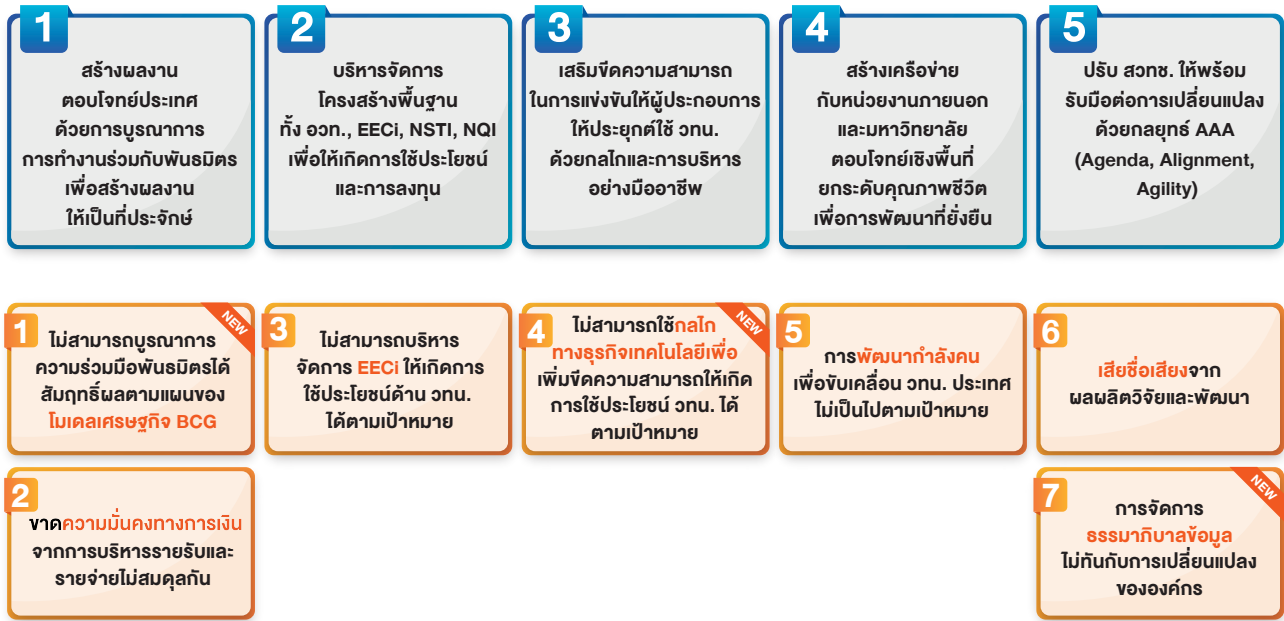 1
สร้างผลงาน
ตอบโจทย์ประเทศ
ด้วยการบูรณาการ
การทำงานร่วมกับพันธมิตร
เพื่อสร้างผลงาน
ให้เป็นที่ประจักษ์
2
บริหารจัดการ
โครงสร้างพื้นฐาน
ทั้ง อวท., EECi, NSTI, NQI
เพื่อให้เกิดการใช้ประโยชน์
และการลงทุน
3
เสริมขีดความสามารถ
ในการแข่งขันให้ผู้ประกอบการ
ให้ประยุกต์ใช้ วทน.
ด้วยกลไกและการบริหาร
อย่างมืออาชีพ
4
สร้างเครือข่าย
กับหน่วยงานภายนอก
และมหาวิทยาลัย
ตอบโจทย์เชิงพื้นที่
ยกระดับคุณภาพชีวิต
เพื่อการพัฒนาที่ยั่งยืน
5
ปรับ สวทช. ให้พร้อม
รับมือต่อการเปลี่ยนแปลง
ด้วยกลยุทธ์ AAA
(Agenda, Alignment,
Agility)
1
NEW
ไม่สามารถบูรณาการ
ความร่วมมือพันธมิตรได้
สัมฤทธิ์ผลตามแผนของ
โมเดลเศรษฐกิจ BCG
3
ไม่สามารถบริหาร
จัดการ EECi ให้เกิดการ
ใช้ประโยชน์ด้าน วทน.
ได้ตามเป้าหมาย
4
NEW
ไม่สามารถใช้กลไก
ทางธุรกิจเทคโนโลยีเพื่อ
เพิ่มขีดความสามารถให้เกิด
การใช้ประโยชน์ วทน. ได้
ตามเป้าหมาย
5
การพัฒนากำลังคน
เพื่อขับเคลื่อน วทน. ประเทศ
ไม่เป็นไปตามเป้าหมาย
6
เสียชื่อเสียงจาก
ผลผลิตวิจัยและพัฒนา
2
ขาดความมั่นคงทางการเงิน
จากการบริหารรายรับและ
รายจ่ายไม่สมดุลกัน
7
NEW
การจัดการ
ธรรมาภิบาลข้อมูล
ไม่ทันกับการเปลี่ยนแปลง
ขององค์กร